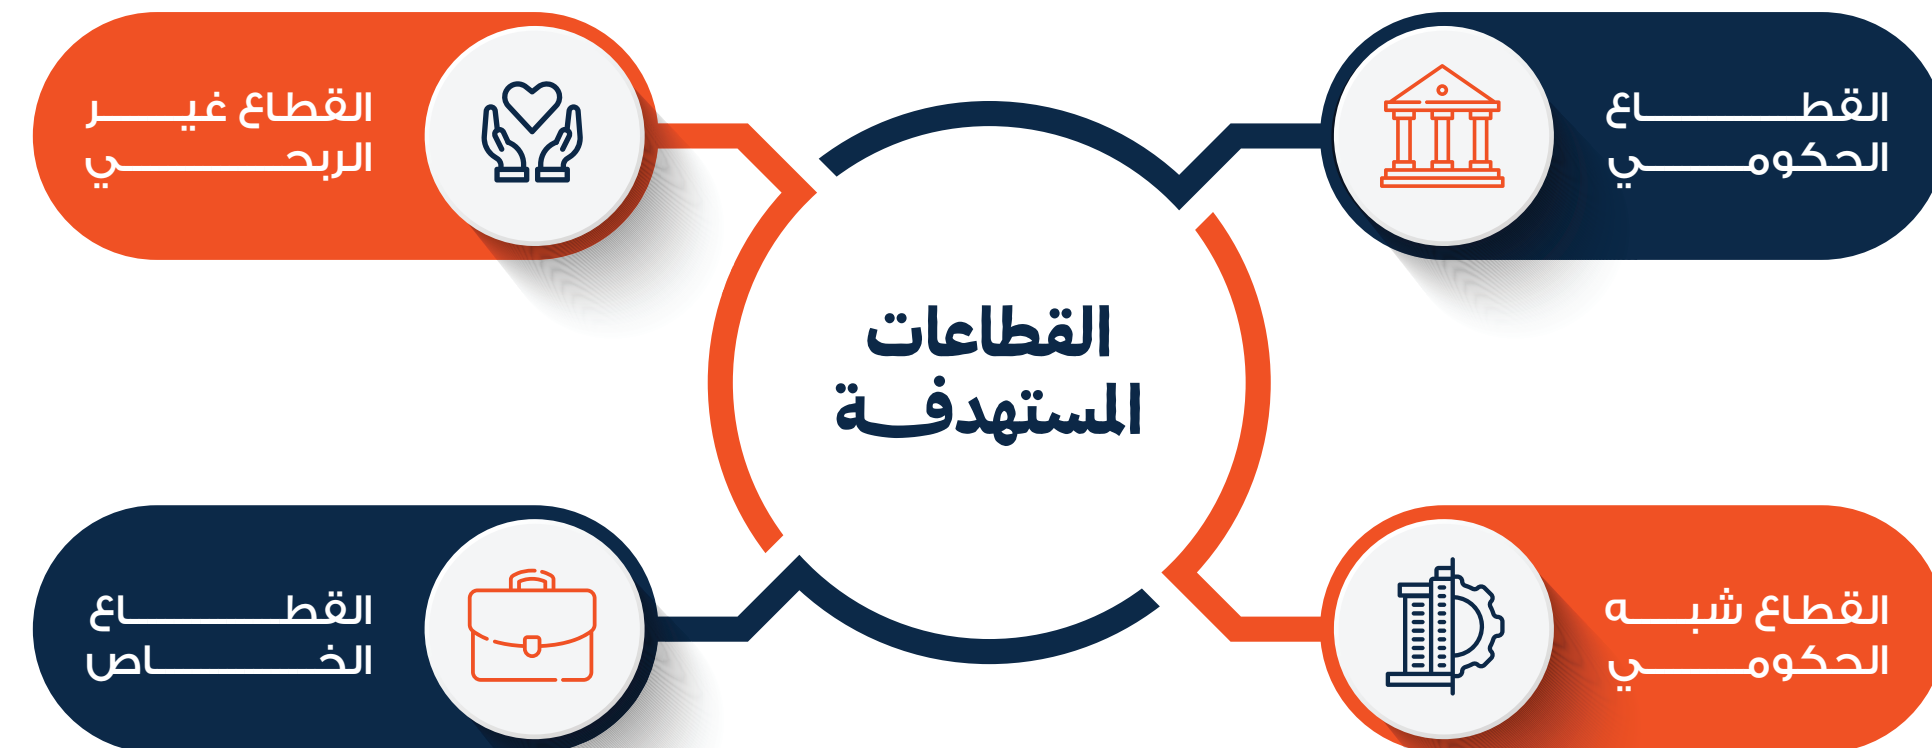 القطاع
الحكومي
القطاع غير
الربحي
القطاعات
المستهدفة
القطاع شبه
الحكومي
القطاع
الخاص